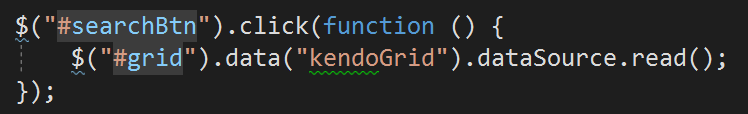 $("#searchBtn").click(function () {
$("#grid").data("kendoGrid").dataSource.read();
});